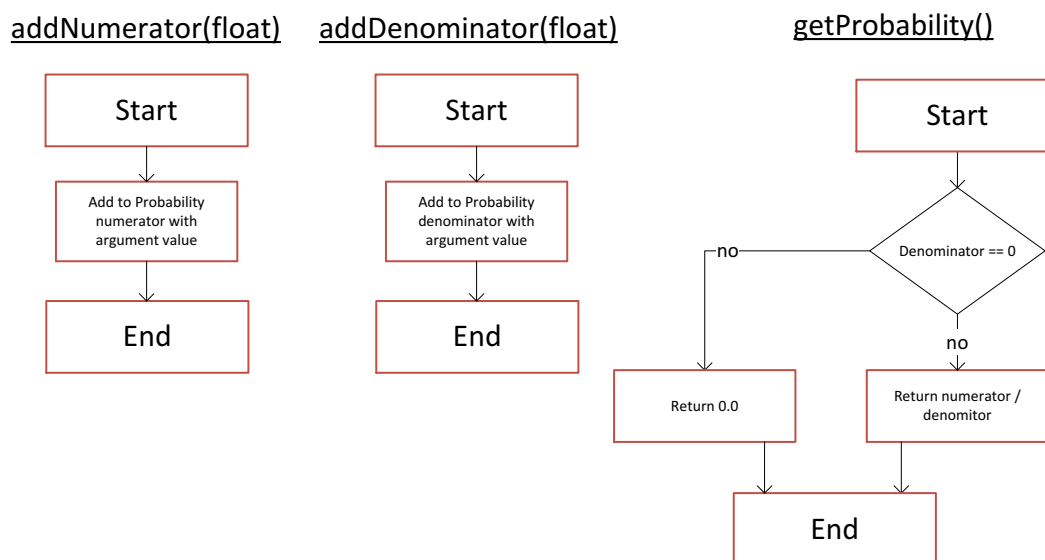 addNumerator(float)
Start
Add to Probability
numerator with
argument value
End
addDenominator(float)
Start
Add to Probability
denominator with
argument value
End
getProbability()
Start
Denominator == 0
no
no
Return 0.0
Return numerator /
denomitor
End